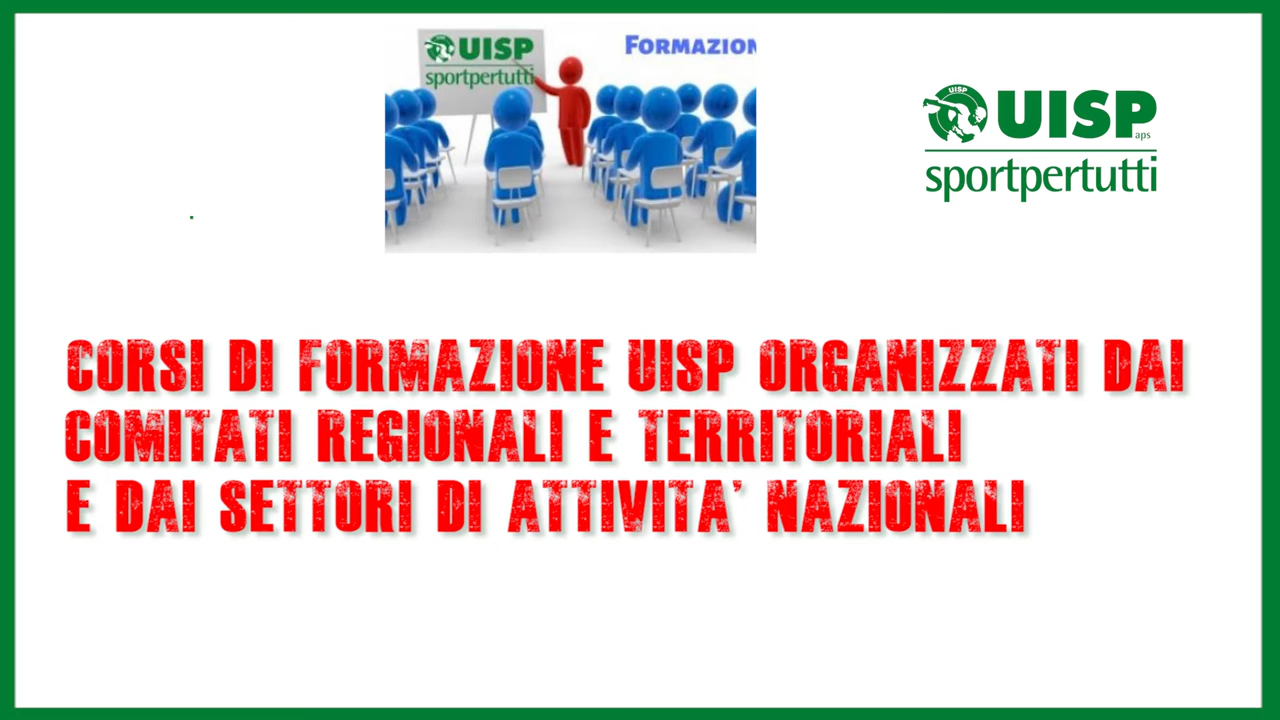 UISP
sportpertutti
FORMAZION
UISP
UISP
aps
sportpertutti
CORSI DI FORMAZIONE UISP ORGANIZZATI DAI
COMITATI REGIONALI E TERRITORIALI
E DAI SETTORI DI ATTIVITA' NAZIONALI